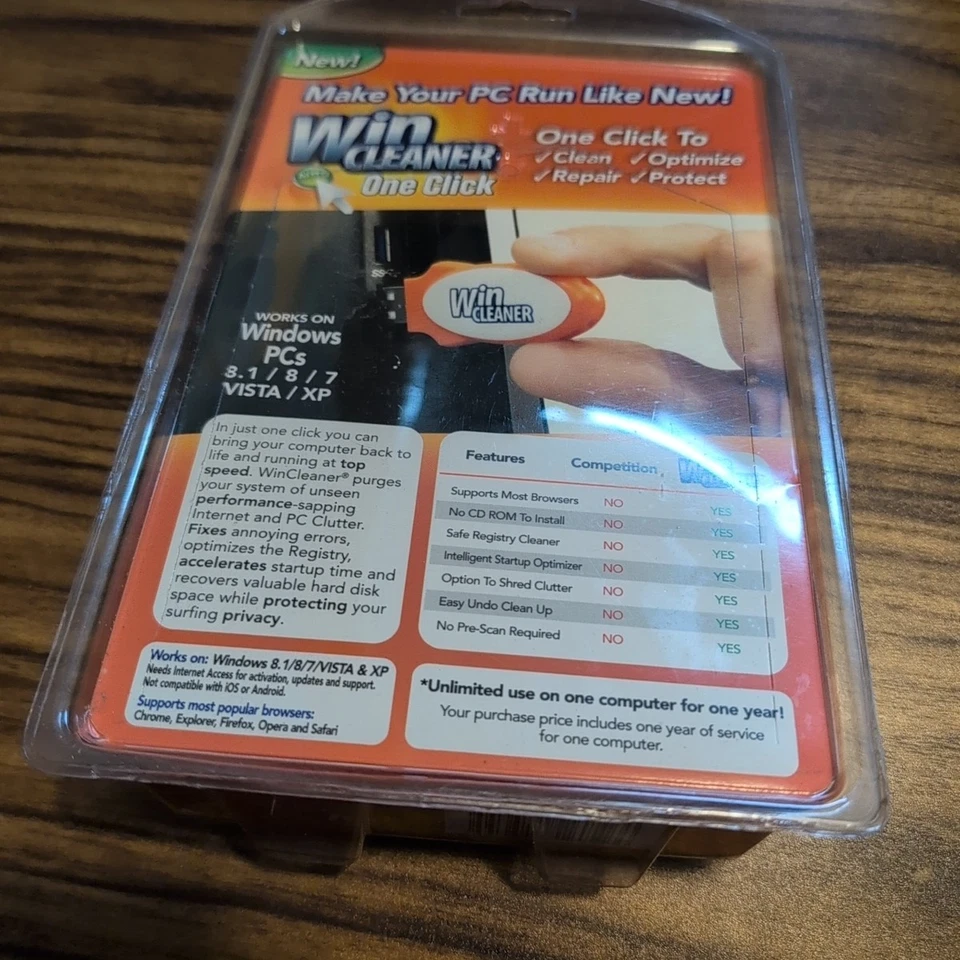 New!
Make Your PC Run Like New!
Win
CLEANER
One Click
One Click To
✓Clean ✓Optimize
✓Repair ✓Protect
SS
Win
CLEANER
WORKS ON
Windows
PCs
8.1 / 8 / 7
VISTA / XP
In just one click you can
bring your computer back to
life and running at top
speed. WinCleaner® purges
your system of unseen
performance-sapping
Internet and PC Clutter.
Fixes annoying errors,
optimizes the Registry,
accelerates startup time and
recovers valuable hard disk
space while protecting your
surfing privacy.
Features Competition
Supports Most Browsers NO YES
No CD ROM To Install NO YES
Safe Registry Cleaner NO YES
Intelligent Startup Optimizer NO YES
Option To Shred Clutter NO YES
Easy Undo Clean Up NO YES
No Pre-Scan Required NO YES
Works on: Windows 8.1/8/7/VISTA & XP
Needs Internet Access for activation, updates and support.
Not compatible with iOS or Android.
Supports most popular browsers:
Chrome, Explorer, Firefox, Opera and Safari
*Unlimited use on one computer for one year!
Your purchase price includes one year of service
for one computer.